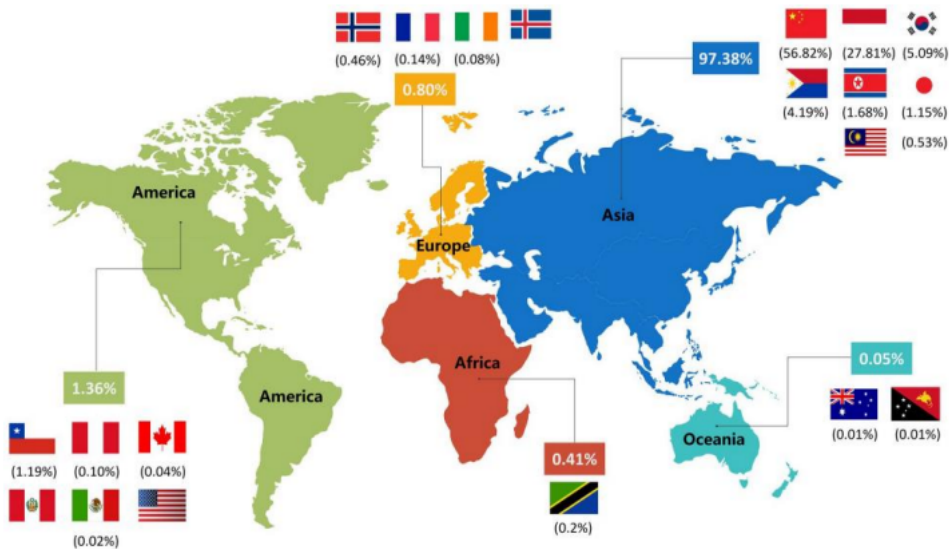 (0.46%) (0.14%) (0.08%)
0.80%
97.38%
(56.82%) (27.81%) (5.09%)
(4.19%) (1.68%) (1.15%)
(0.53%)
America
Asia
Europe
Africa
America
Oceania
1.36%
(1.19%) (0.10%) (0.04%)
(0.02%)
0.41%
(0.2%)
0.05%
(0.01%) (0.01%)